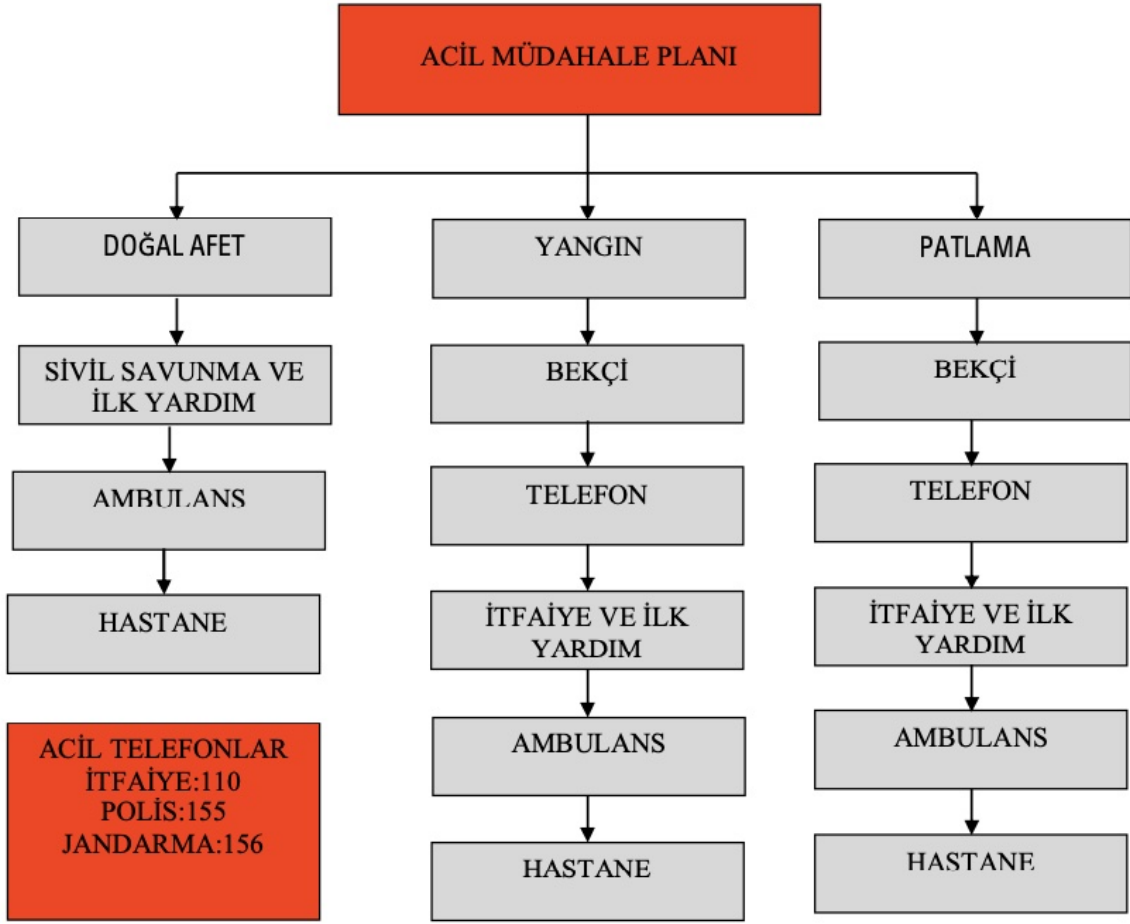 ACİL MÜDAHALE PLANI
DOĞAL AFET
SİVİL SAVUNMA VE
İLK YARDIM
AMBULANS
HASTANE
YANGIN
BEKÇİ
TELEFON
İTFAİYE VE İLK
YARDIM
AMBULANS
HASTANE
PATLAMA
BEKÇİ
TELEFON
İTFAİYE VE İLK
YARDIM
AMBULANS
HASTANE
ACİL TELEFONLAR
İTFAİYE:110
POLİS:155
JANDARMA:156